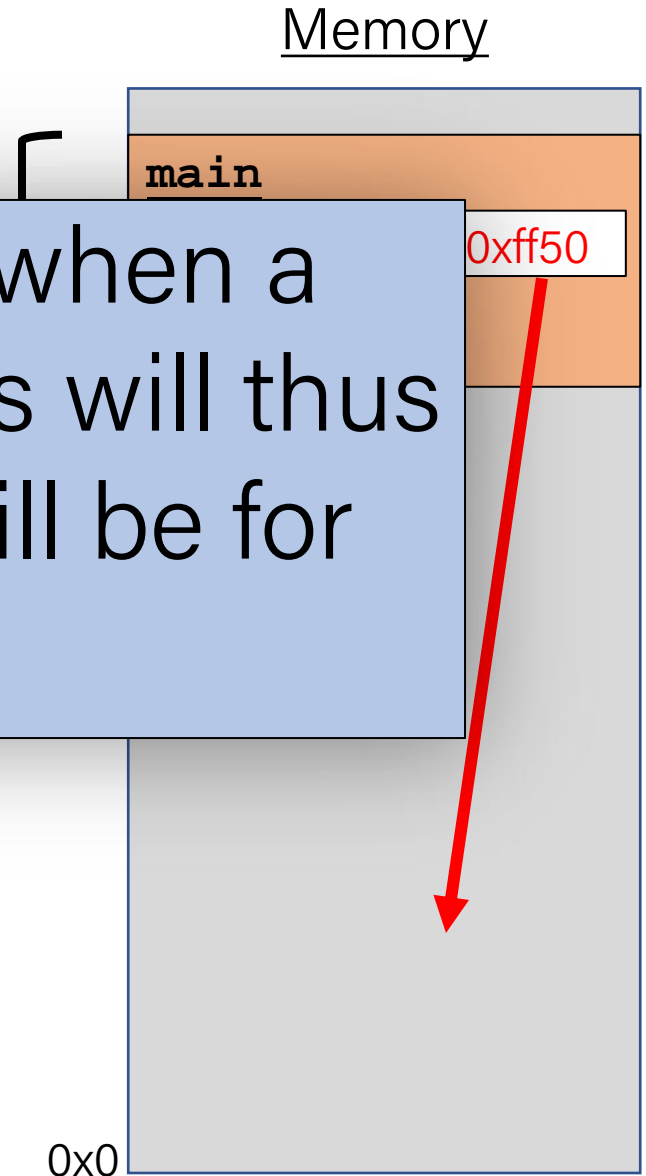 Memory
main
0xff50
when a
s will thus
ill be for
0x0